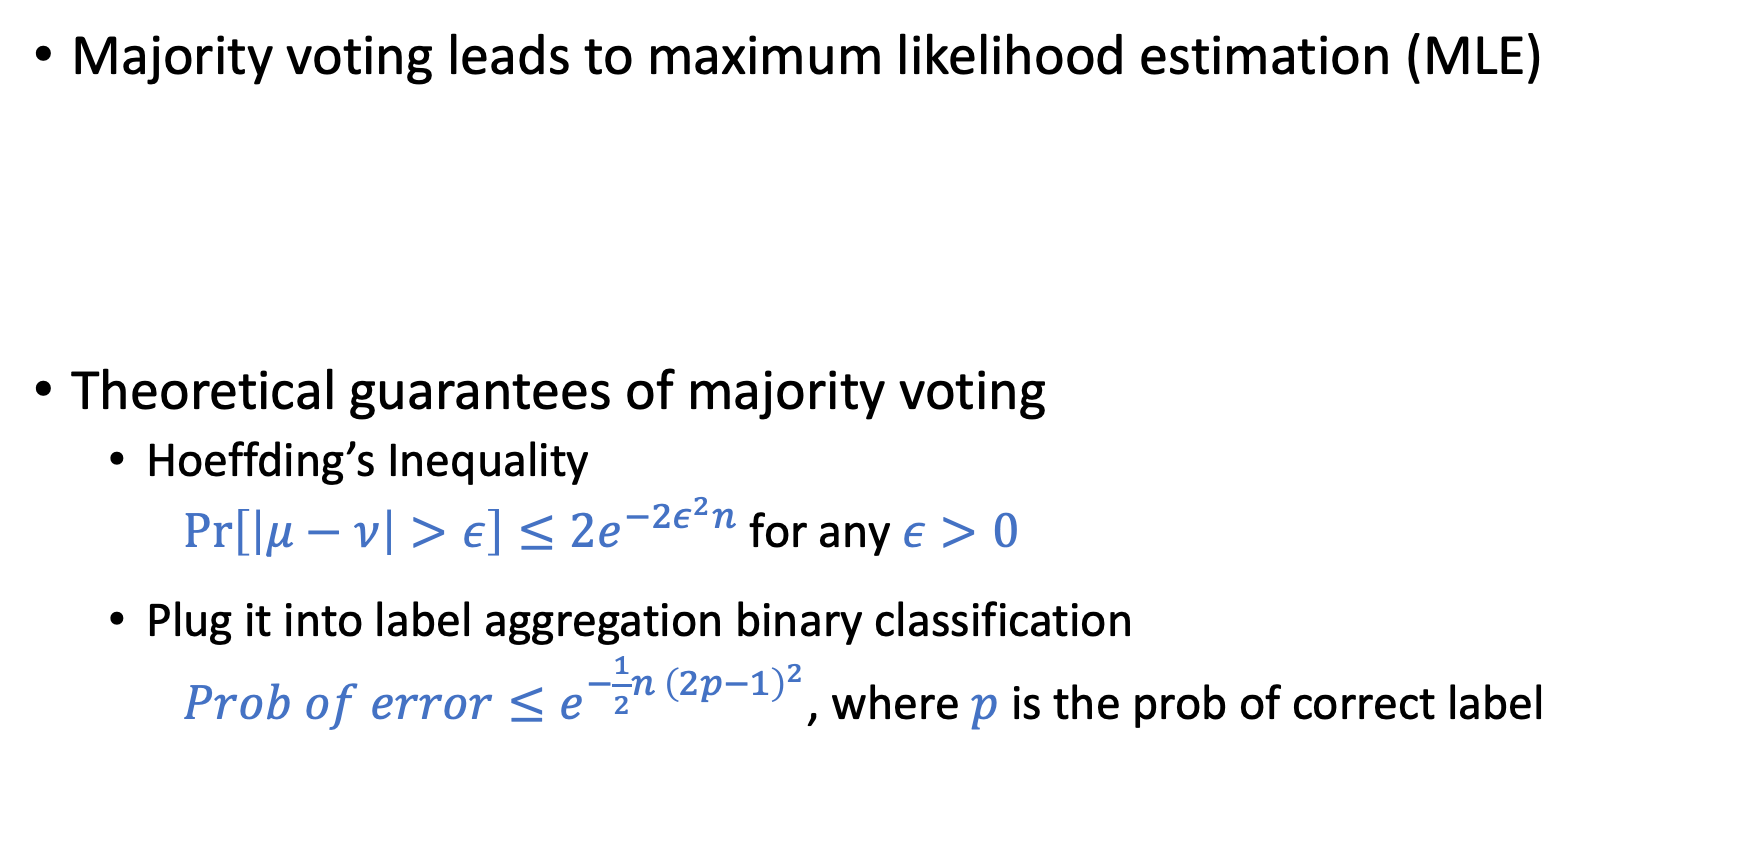 • Majority voting leads to maximum likelihood estimation (MLE)
• Theoretical guarantees of majority voting
• Hoeffding’s Inequality
Pr[|μ − ν| > ϵ] ≤ 2e^{−2ϵ²n} for any ϵ > 0
• Plug it into label aggregation binary classification
Prob of error ≤ e^{−\frac{1}{2}n (2p−1)²}, where p is the prob of correct label